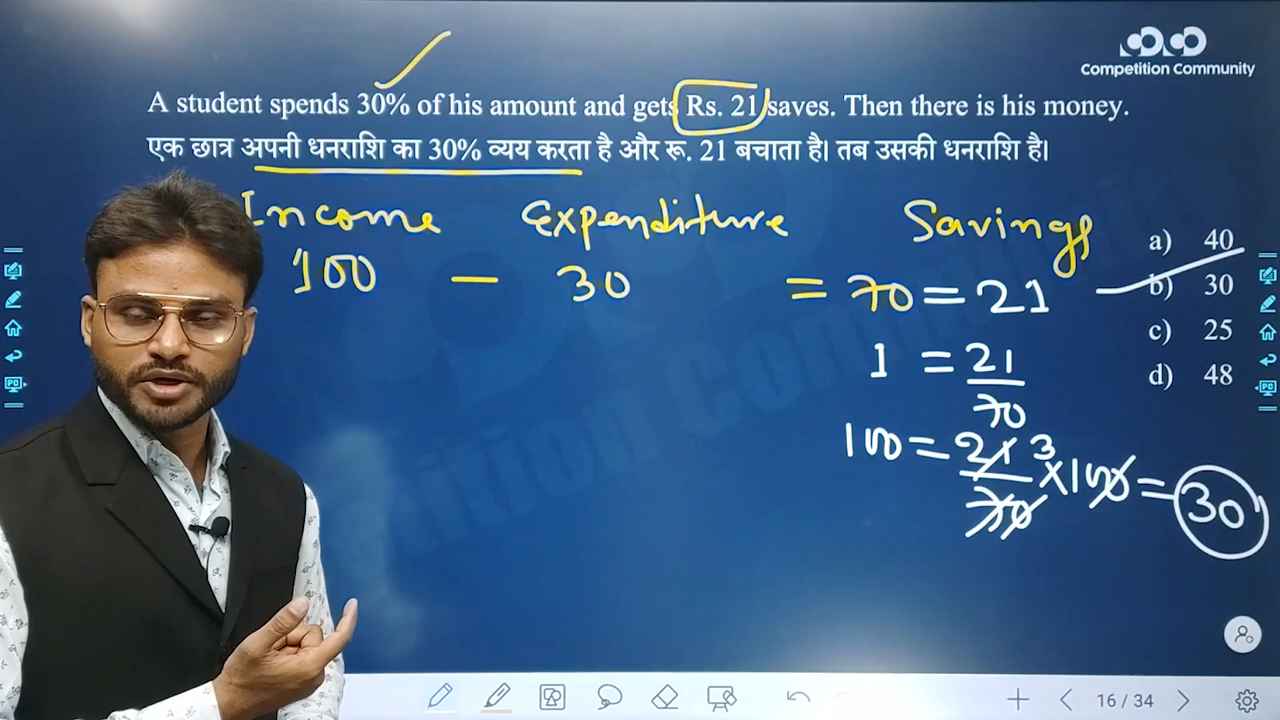 Competition Community
A student spends 30% of his amount and gets Rs. 21 saves. Then there is his money.
एक छात्र अपनी धनराशि का 30% व्यय करता है और रू. 21 बचाता है। तब उसकी धनराशि है।
Income Expenditure Savings
100 − 30 = 70 = 21
a) 40
b) 30
c) 25
d) 48
1 = 21/70
100 = 21/70 3 × 100 = 30
16 / 34